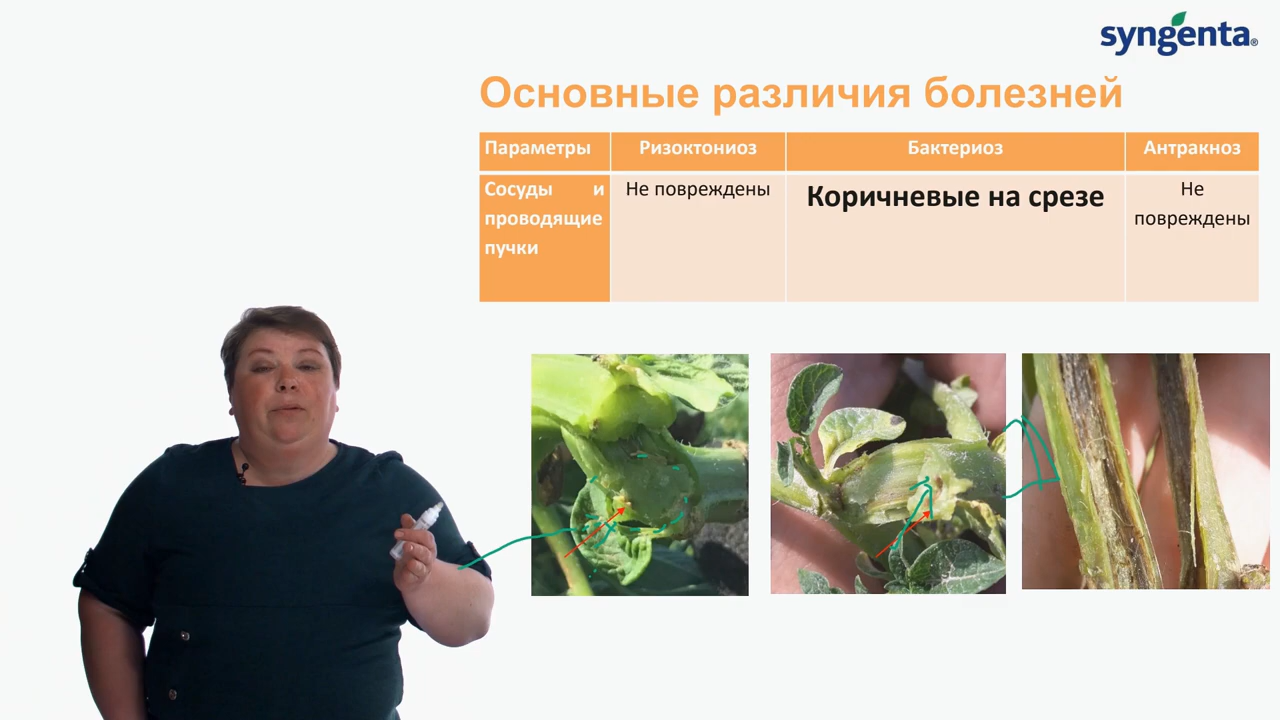 syngenta®
Основные различия болезней
Параметры Ризоктониоз Бактериоз Антракноз
Сосуды и Не повреждены Коричневые на срезе Не
проводящие повреждены
пучки